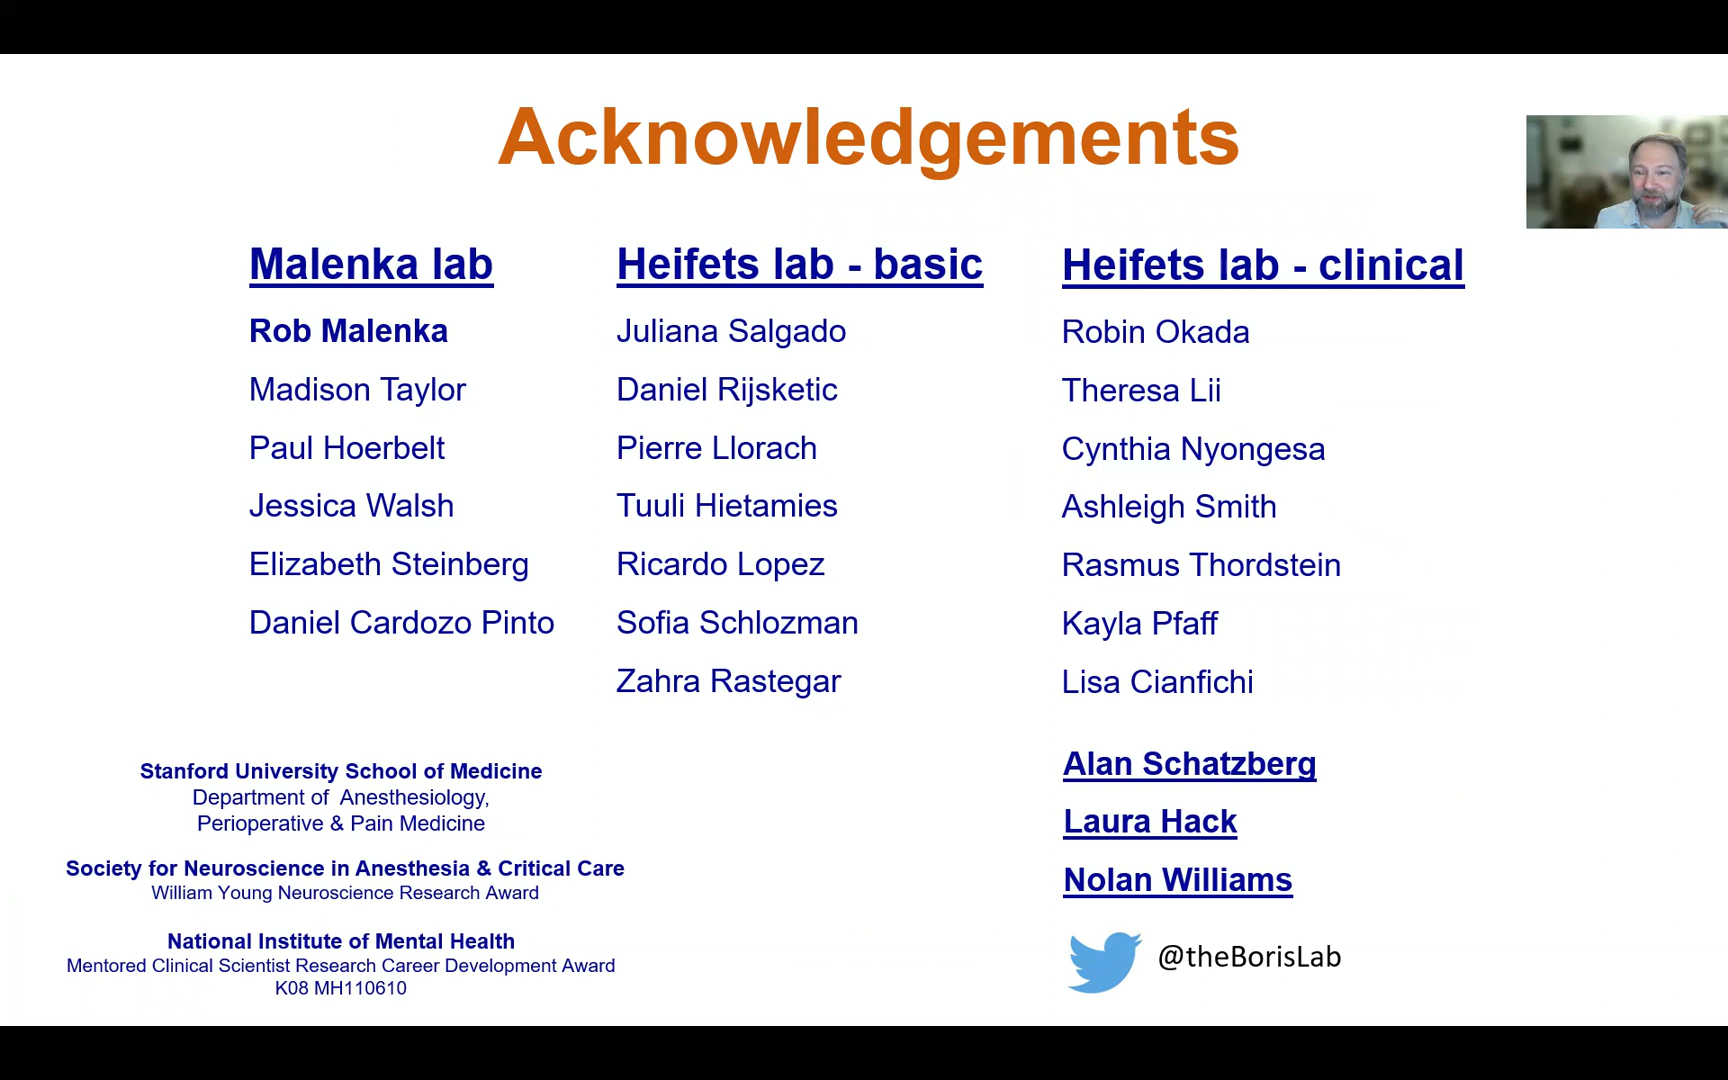 Acknowledgements
Malenka lab
Rob Malenka
Madison Taylor
Paul Hoerbelt
Jessica Walsh
Elizabeth Steinberg
Daniel Cardozo Pinto
Heifets lab - basic
Juliana Salgado
Daniel Rijsketic
Pierre Llorach
Tuuli Hietamies
Ricardo Lopez
Sofia Schlozman
Zahra Rastegar
Heifets lab - clinical
Robin Okada
Theresa Lii
Cynthia Nyongesa
Ashleigh Smith
Rasmus Thordstein
Kayla Pfaff
Lisa Cianfichi
Alan Schatzberg
Laura Hack
Nolan Williams
@theBorisLab
Stanford University School of Medicine
Department of Anesthesiology,
Perioperative & Pain Medicine
Society for Neuroscience in Anesthesia & Critical Care
William Young Neuroscience Research Award
National Institute of Mental Health
Mentored Clinical Scientist Research Career Development Award
K08 MH110610